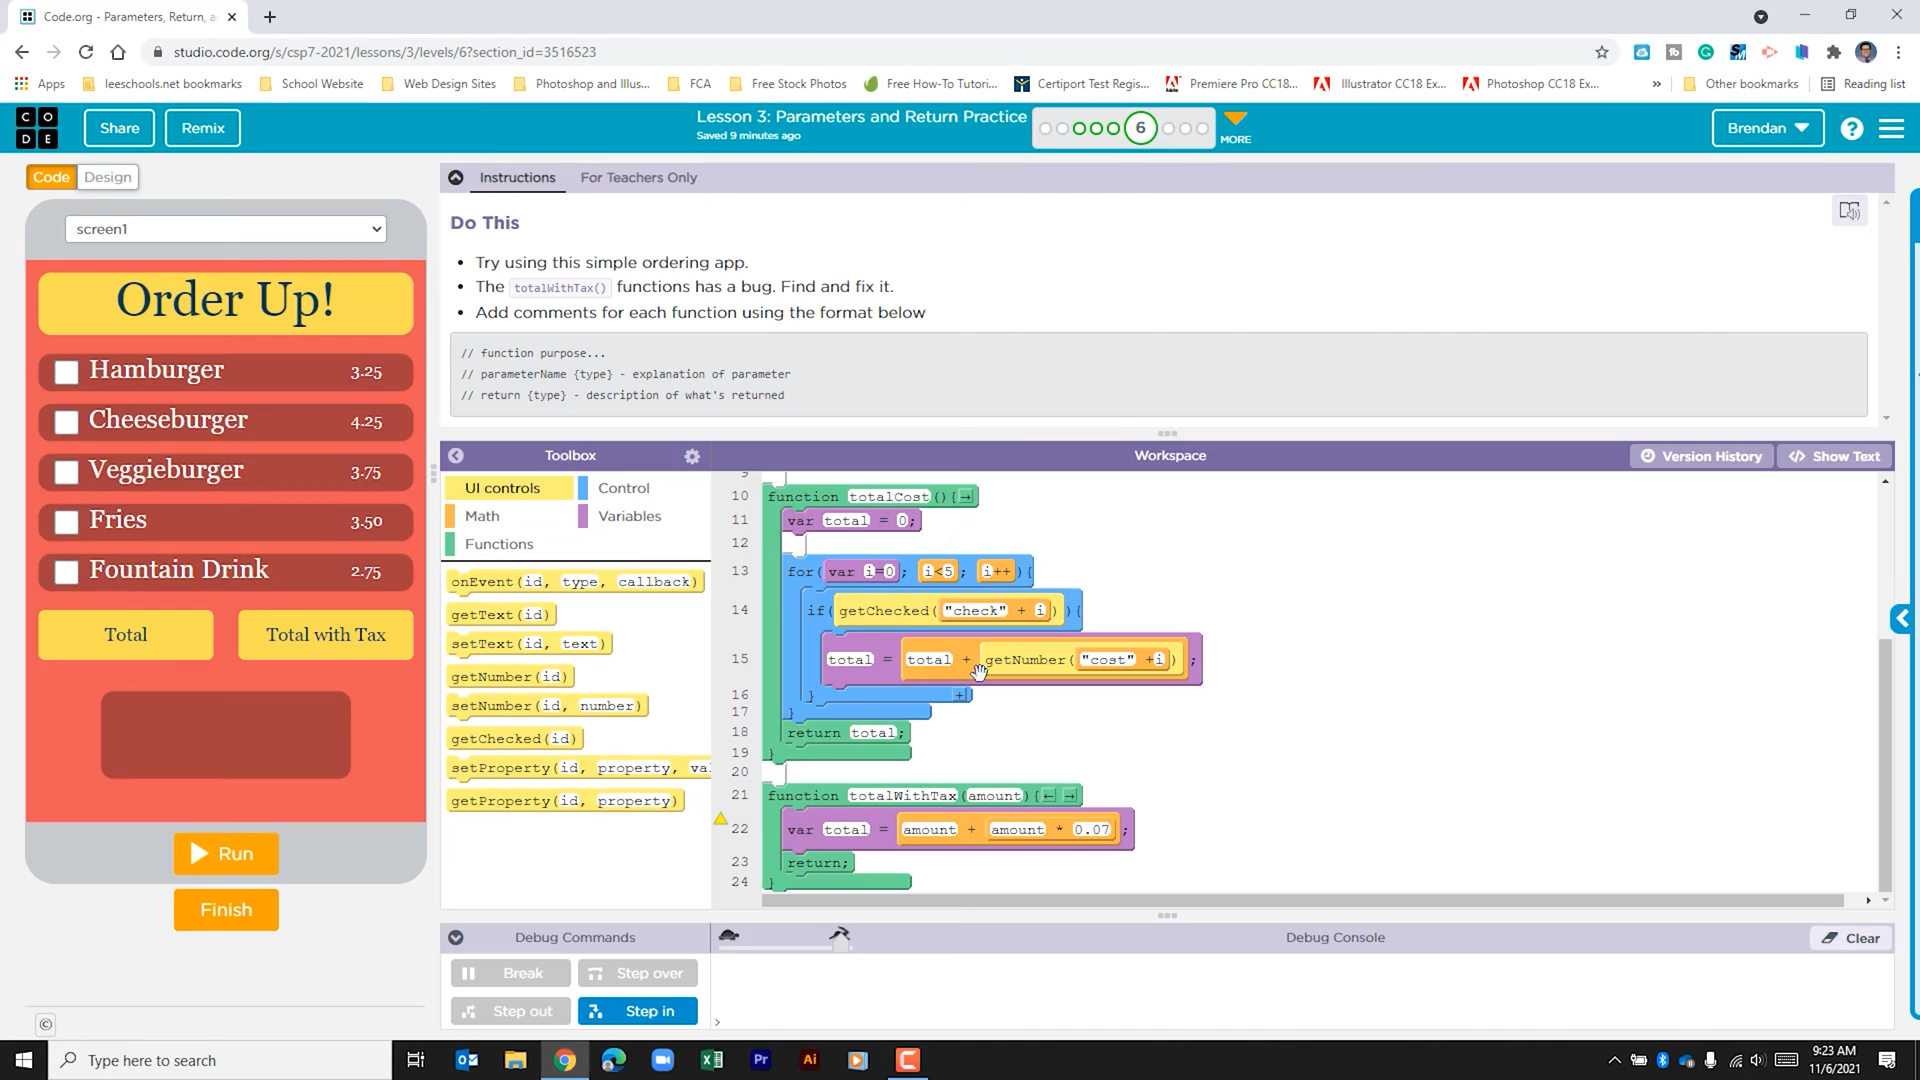 Code.org - Parameters, Return, a
studio.code.org/s/csp7-2021/lessons/3/levels/6?section_id=3516523
Apps leeschools.net bookmarks School Website Web Design Sites Photoshop and Illus... FCA Free Stock Photos Free How-To Tutori... Certiport Test Regis... Premiere Pro CC18... Illustrator CC18 Ex... Photoshop CC18 Ex... » Other bookmarks Reading list
CO
DE
Share
Remix
Lesson 3: Parameters and Return Practice
Saved 9 minutes ago
6
MORE
Brendan
?
Code
Design
screen1
Order Up!
Hamburger 3.25
Cheeseburger 4.25
Veggieburger 3.75
Fries 3.50
Fountain Drink 2.75
Total
Total with Tax
Run
Finish
Instructions
For Teachers Only
Do This
• Try using this simple ordering app.
• The totalWithTax() functions has a bug. Find and fix it.
• Add comments for each function using the format below
// function purpose...
// parameterName {type} - explanation of parameter
// return {type} - description of what's returned
Toolbox
Workspace
Version History
</> Show Text
UI controls
Control
Math
Variables
Functions
onEvent(id, type, callback)
getText(id)
setText(id, text)
getNumber(id)
setNumber(id, number)
getChecked(id)
setProperty(id, property, val
getProperty(id, property)
9
10 function totalCost(){→
11 var total = 0;
12
13 for(var i=0; i<5; i++){
14 if(getChecked("check" + i)){
15 total = total + getNumber("cost" +i);
16 } +
17 }
18 return total;
19 }
20
21 function totalWithTax(amount){← →
22 var total = amount + amount * 0.07;
23 return;
24 }
Debug Commands
Debug Console
Clear
Break
Step over
Step out
Step in
>
©
Type here to search
Pr
Ai
9:23 AM
11/6/2021